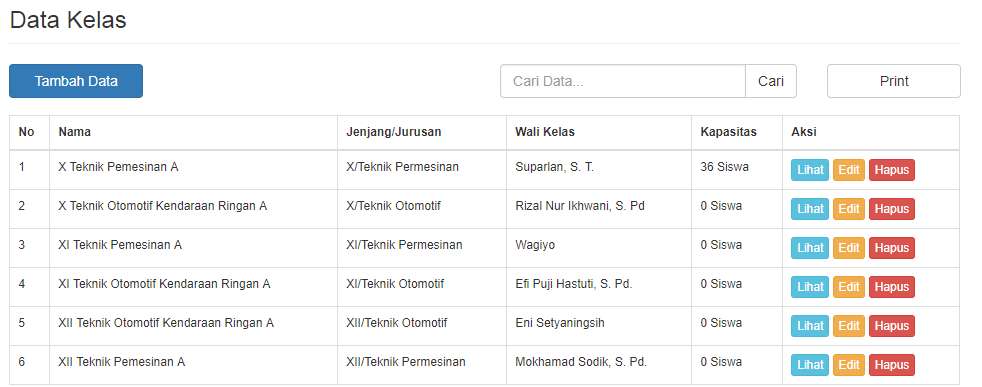 Data Kelas
Tambah Data Cari Data... Cari Print
No Nama Jenjang/Jurusan Wali Kelas Kapasitas Aksi
1 X Teknik Pemesinan A X/Teknik Permesinan Suparlan, S. T. 36 Siswa Lihat Edit Hapus
2 X Teknik Otomotif Kendaraan Ringan A X/Teknik Otomotif Rizal Nur Ikhwani, S. Pd 0 Siswa Lihat Edit Hapus
3 XI Teknik Pemesinan A XI/Teknik Permesinan Wagiyo 0 Siswa Lihat Edit Hapus
4 XI Teknik Otomotif Kendaraan Ringan A XI/Teknik Otomotif Efi Puji Hastuti, S. Pd. 0 Siswa Lihat Edit Hapus
5 XII Teknik Otomotif Kendaraan Ringan A XII/Teknik Otomotif Eni Setyaningsih 0 Siswa Lihat Edit Hapus
6 XII Teknik Pemesinan A XII/Teknik Permesinan Mokhamad Sodik, S. Pd. 0 Siswa Lihat Edit Hapus